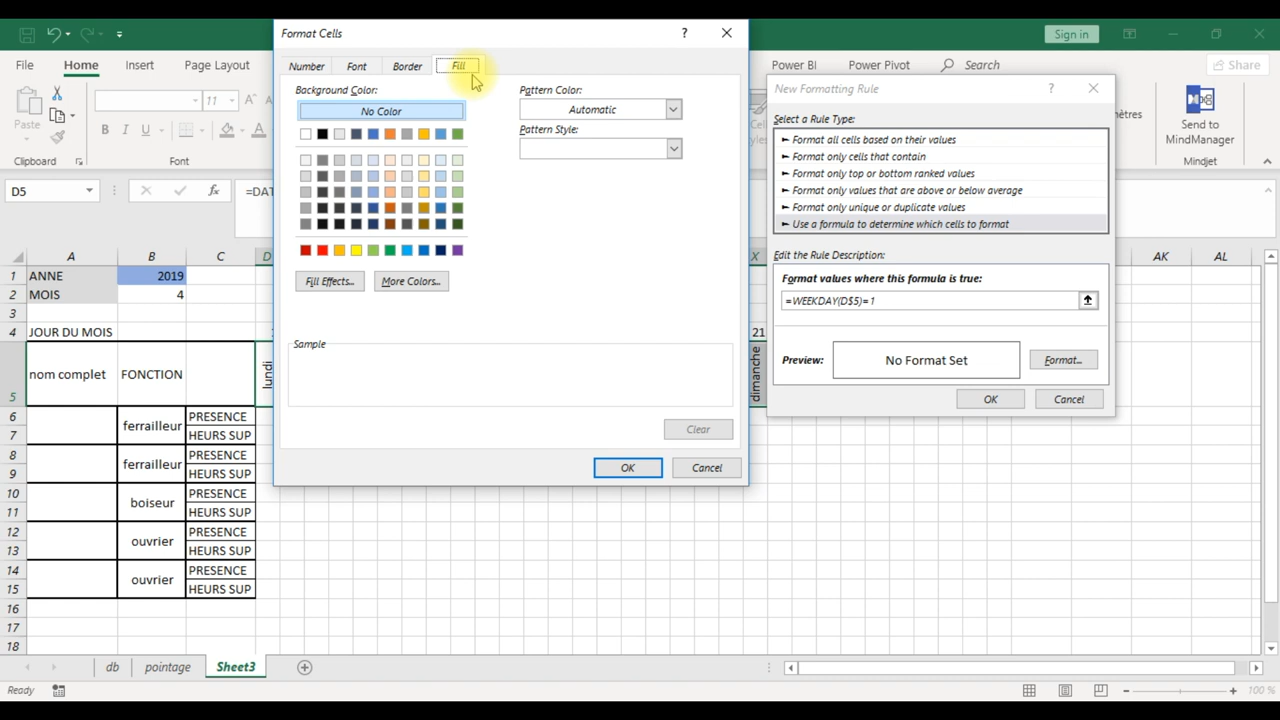 Format Cells
?
Sign in
File
Home
Insert
Page Layout
Power BI
Power Pivot
Search
Share
Number
Font
Border
Fill
Background Color:
No Color
Pattern Color:
Automatic
Pattern Style:
Fill Effects...
More Colors...
Sample
Clear
OK
Cancel
New Formatting Rule
?
Select a Rule Type:
► Format all cells based on their values
► Format only cells that contain
► Format only top or bottom ranked values
► Format only values that are above or below average
► Format only unique or duplicate values
► Use a formula to determine which cells to format
Edit the Rule Description:
Format values where this formula is true:
=WEEKDAY(D$5)=1
Preview:
No Format Set
Format...
OK
Cancel
Send to
MindManager
Mindjet
Paste
Clipboard
11
B I U
Font
D5
fx
=DAT
A B C D X AK AL
1 ANNE 2019
2 MOIS 4
3
4 JOUR DU MOIS 21
5 nom complet FONCTION lundi dimanche
6 ferrailleur PRESENCE
7 HEURS SUP
8 ferrailleur PRESENCE
9 HEURS SUP
10 boiseur PRESENCE
11 HEURS SUP
12 ouvrier PRESENCE
13 HEURS SUP
14 ouvrier PRESENCE
15 HEURS SUP
16
17
18
db
pointage
Sheet3
Ready
100 %